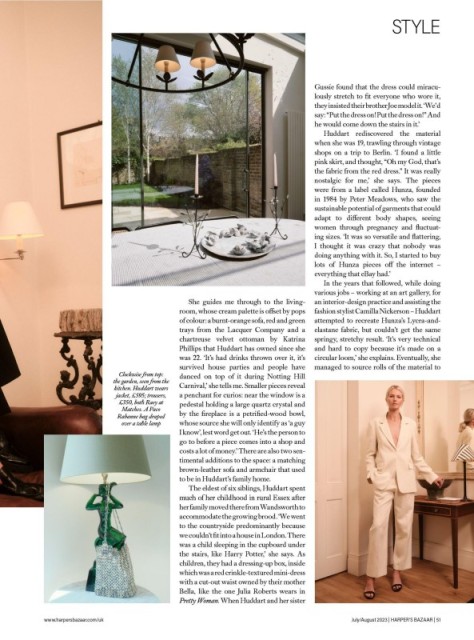 STYLE
Clockwise from top:
the garden, seen from the
kitchen. Huddart wears
jacket, £595; trousers,
£350, both Racy at
Matches. A Paco
Rabanne bag draped
over a table lamp
She guides me through to the living-
room, whose cream palette is offset by pops
of colour: a burnt-orange sofa, red and green
trays from the Lacquer Company and a
chartreuse velvet ottoman by Katrina
Phillips that Huddart has owned since she
was 22. ‘It’s had drinks thrown over it, it’s
survived house parties and people have
danced on top of it during Notting Hill
Carnival,’ she tells me. Smaller pieces reveal
a penchant for curios: near the window is a
pedestal holding a large quartz crystal and
by the fireplace is a petrified-wood bowl,
whose source she will only identify as ‘a guy
I know’, lest word get out. ‘He’s the person to
go to before a piece comes into a shop and
costs a lot of money.’ There are also two sen-
timental additions to the space: a matching
brown-leather sofa and armchair that used
to be in Huddart’s family home.
The eldest of six siblings, Huddart spent
much of her childhood in rural Essex after
her family moved there from Wandsworth to
accommodate the growing brood. ‘We went
to the countryside predominantly because
we couldn’t fit into a house in London. There
was a child sleeping in the cupboard under
the stairs, like Harry Potter,’ she says. As
children, they had a dressing-up box, inside
which was a red crinkle-textured mini-dress
with a cut-out waist owned by their mother
Bella, like the one Julia Roberts wears in
Pretty Woman. When Huddart and her sister
Gussie found that the dress could miracu-
lously stretch to fit everyone who wore it,
they insisted their brother Joe model it. ‘We’d
say: “Put the dress on! Put the dress on!” And
he would come down the stairs in it.’
Huddart rediscovered the material
when she was 19, trawling through vintage
shops on a trip to Berlin. ‘I found a little
pink skirt, and thought, “Oh my God, that’s
the fabric from the red dress.” It was really
nostalgic for me,’ she says. The pieces
were from a label called Hunza, founded
in 1984 by Peter Meadows, who saw the
sustainable potential of garments that could
adapt to different body shapes, seeing
women through pregnancy and fluctuat-
ing sizes. ‘It was so versatile and flattering,
I thought it was crazy that nobody was
doing anything with it. So, I started to buy
lots of Hunza pieces off the internet –
everything that eBay had.’
In the years that followed, while doing
various jobs – working at an art gallery, for
an interior-design practice and assisting the
fashion stylist Camilla Nickerson – Huddart
attempted to recreate Hunza’s Lycra-and-
elastane fabric, but couldn’t get the same
springy, stretchy result. ‘It’s very technical
and hard to copy because it’s made on a
circular loom,’ she explains. Eventually, she
managed to source rolls of the material to
www.harpersbazaar.com/uk
July/August 2023 | HARPER’S BAZAAR | 51